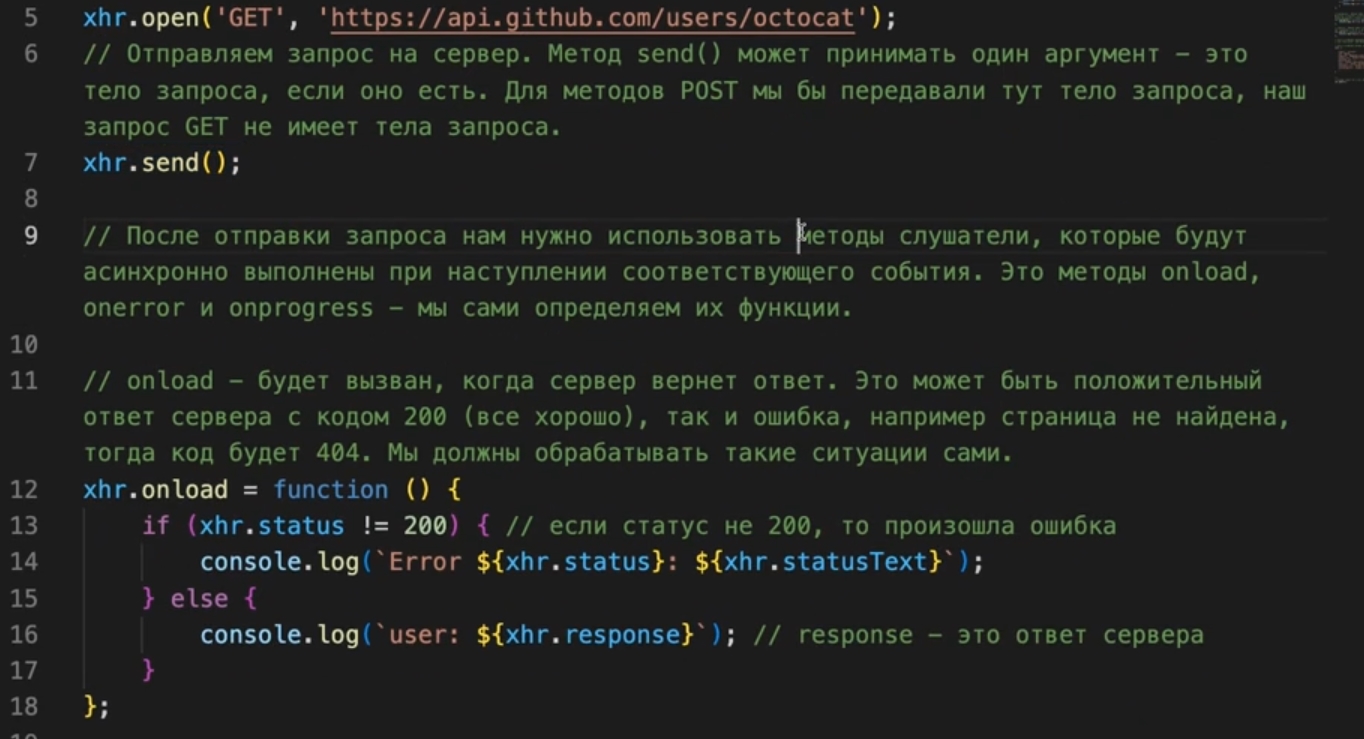 5 xhr.open('GET', 'https://api.github.com/users/octocat');
6 // Отправляем запрос на сервер. Метод send() может принимать один аргумент – это
тело запроса, если оно есть. Для методов POST мы бы передавали тут тело запроса, наш
запрос GET не имеет тела запроса.
7 xhr.send();
8
9 // После отправки запроса нам нужно использовать методы слушатели, которые будут
асинхронно выполнены при наступлении соответствующего события. Это методы onload,
onerror и onprogress – мы сами определяем их функции.
10
11 // onload – будет вызван, когда сервер вернет ответ. Это может быть положительный
ответ сервера с кодом 200 (все хорошо), так и ошибка, например страница не найдена,
тогда код будет 404. Мы должны обрабатывать такие ситуации сами.
12 xhr.onload = function () {
13 if (xhr.status != 200) { // если статус не 200, то произошла ошибка
14 console.log(`Error ${xhr.status}: ${xhr.statusText}`);
15 } else {
16 console.log(`user: ${xhr.response}`); // response – это ответ сервера
17 }
18 };